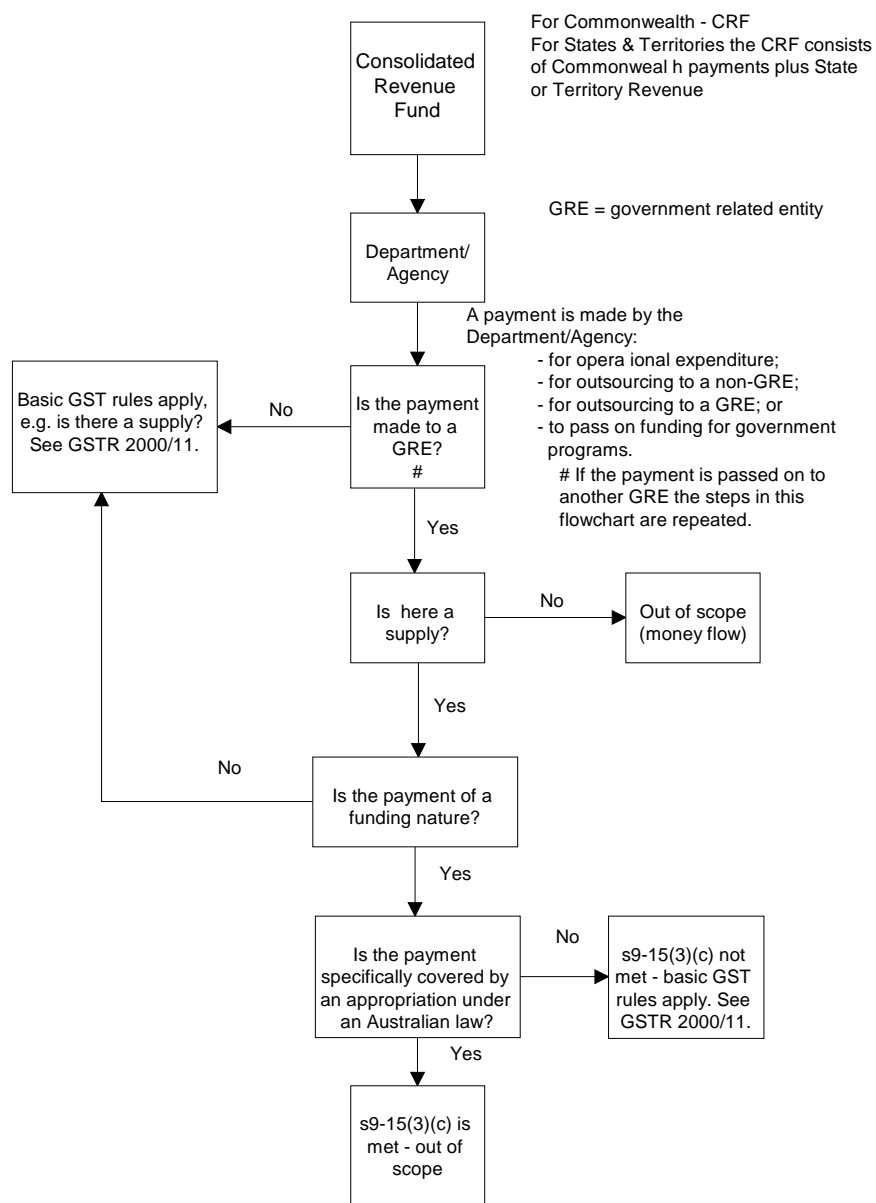 For Commonwealth - CRF
For States & Territories the CRF consists
of Commonweal h payments plus State
or Territory Revenue
Consolidated
Revenue
Fund
GRE = government related entity
Department/
Agency
A payment is made by the
Department/Agency:
- for opera ional expenditure;
- for outsourcing to a non-GRE;
- for outsourcing to a GRE; or
- to pass on funding for government
programs.
# If the payment is passed on to
another GRE the steps in this
flowchart are repeated.
Is the payment
made to a
GRE?
#
No
Basic GST rules apply,
e.g. is there a supply?
See GSTR 2000/11.
Yes
Is  here a
supply?
No
Out of scope
(money flow)
Yes
Is the payment of a
funding nature?
No
Yes
Is the payment
specifically covered by
an appropriation under
an Australian law?
No
s9-15(3)(c) not
met - basic GST
rules apply. See
GSTR 2000/11.
Yes
s9-15(3)(c) is
met - out of
scope